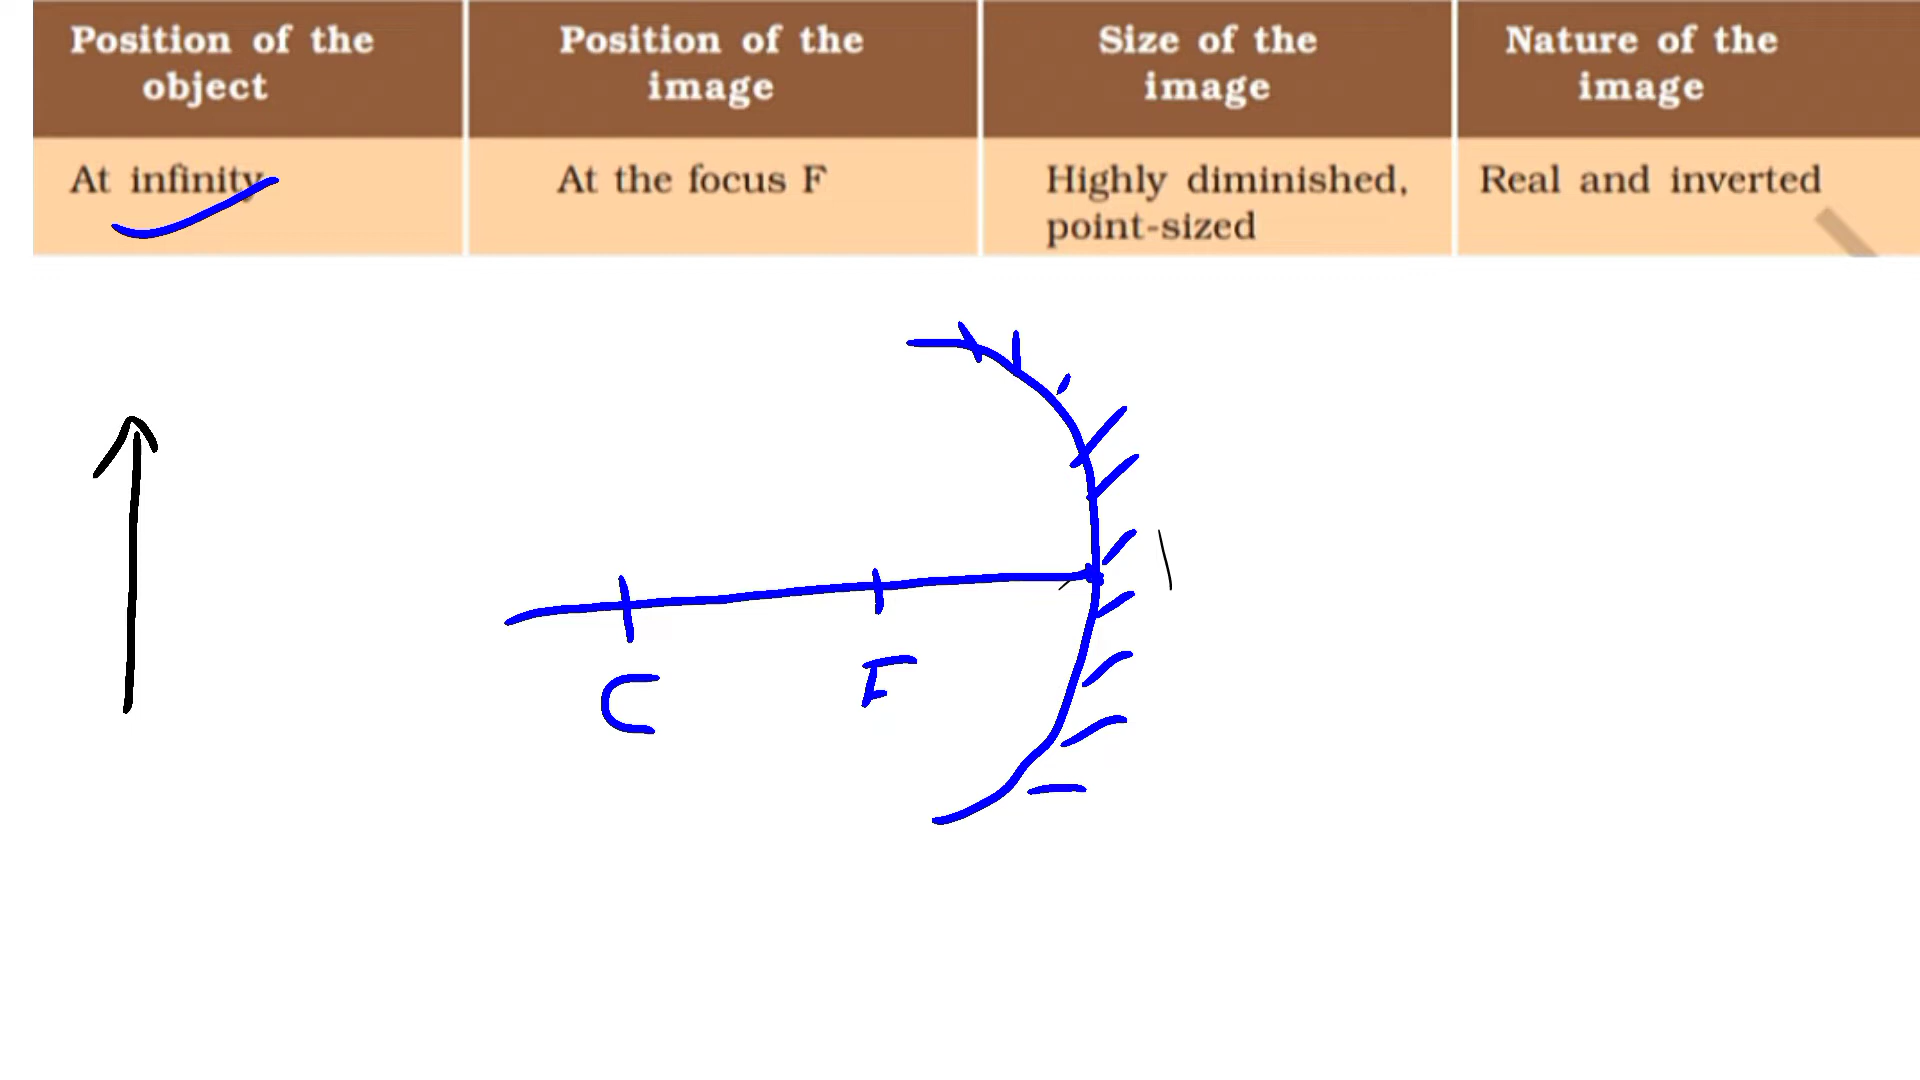 Position of the object
Position of the image
Size of the image
Nature of the image
At infinity
At the focus F
Highly diminished,
point-sized
Real and inverted
C
F